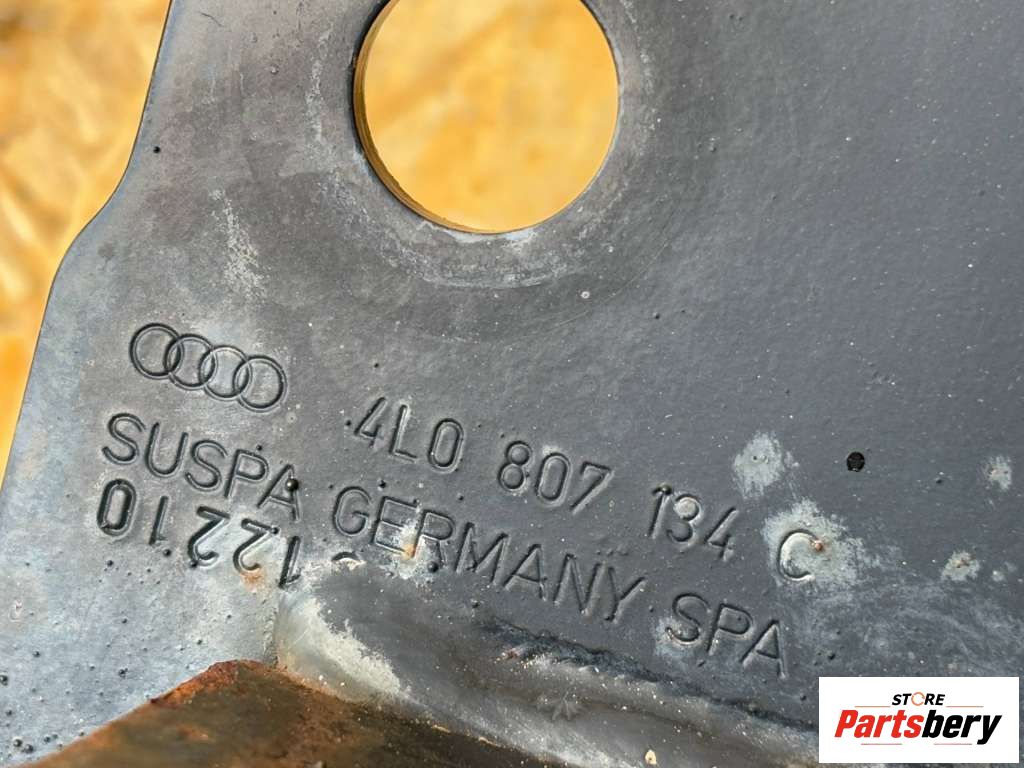 4L0 807 134 C
SUSPA GERMANY SPA
12210
STORE
Partsbery